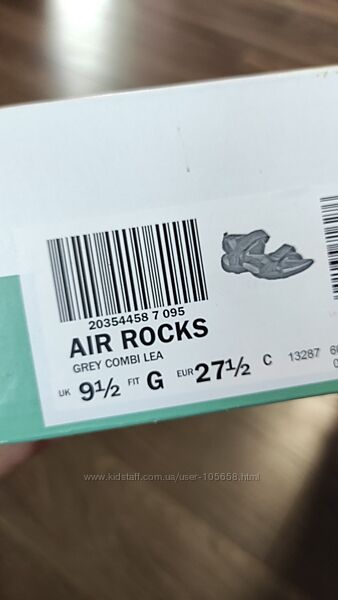 20354458 7 095
AIR ROCKS
GREY COMBI LEA
UK 9½ FIT G EUR 27½ C 13287
www.kidstaff.com.ua/user-195658.html